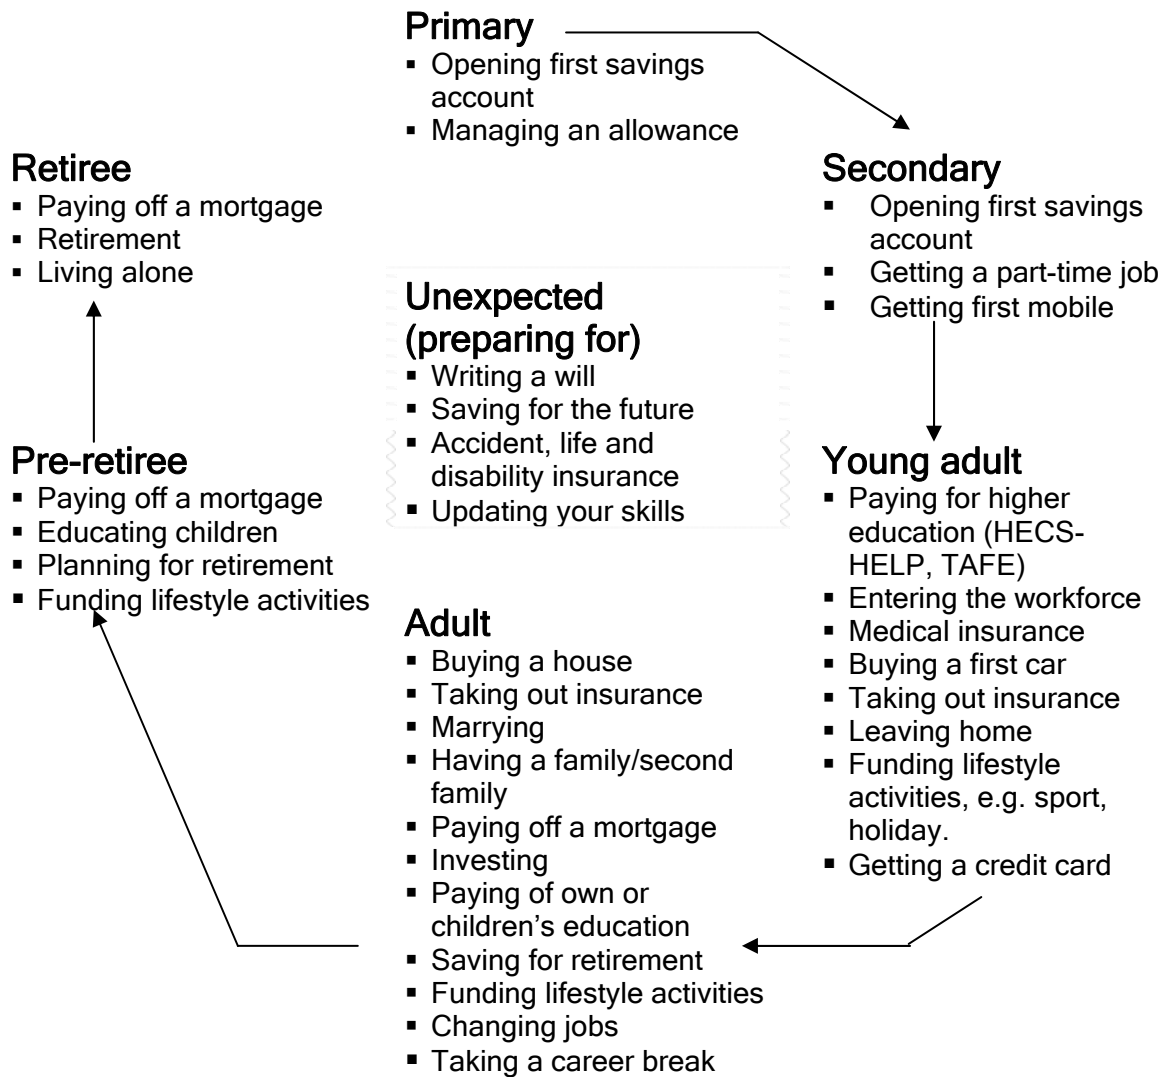 Primary
▪ Opening first savings
account
▪ Managing an allowance
Secondary
▪ Opening first savings
account
▪ Getting a part-time job
▪ Getting first mobile
Young adult
▪ Paying for higher
education (HECS-
HELP, TAFE)
▪ Entering the workforce
▪ Medical insurance
▪ Buying a first car
▪ Taking out insurance
▪ Leaving home
▪ Funding lifestyle
activities, e.g. sport,
holiday.
▪ Getting a credit card
Adult
▪ Buying a house
▪ Taking out insurance
▪ Marrying
▪ Having a family/second
family
▪ Paying off a mortgage
▪ Investing
▪ Paying of own or
children’s education
▪ Saving for retirement
▪ Funding lifestyle activities
▪ Changing jobs
▪ Taking a career break
Pre-retiree
▪ Paying off a mortgage
▪ Educating children
▪ Planning for retirement
▪ Funding lifestyle activities
Retiree
▪ Paying off a mortgage
▪ Retirement
▪ Living alone
Unexpected
(preparing for)
▪ Writing a will
▪ Saving for the future
▪ Accident, life and
disability insurance
▪ Updating your skills